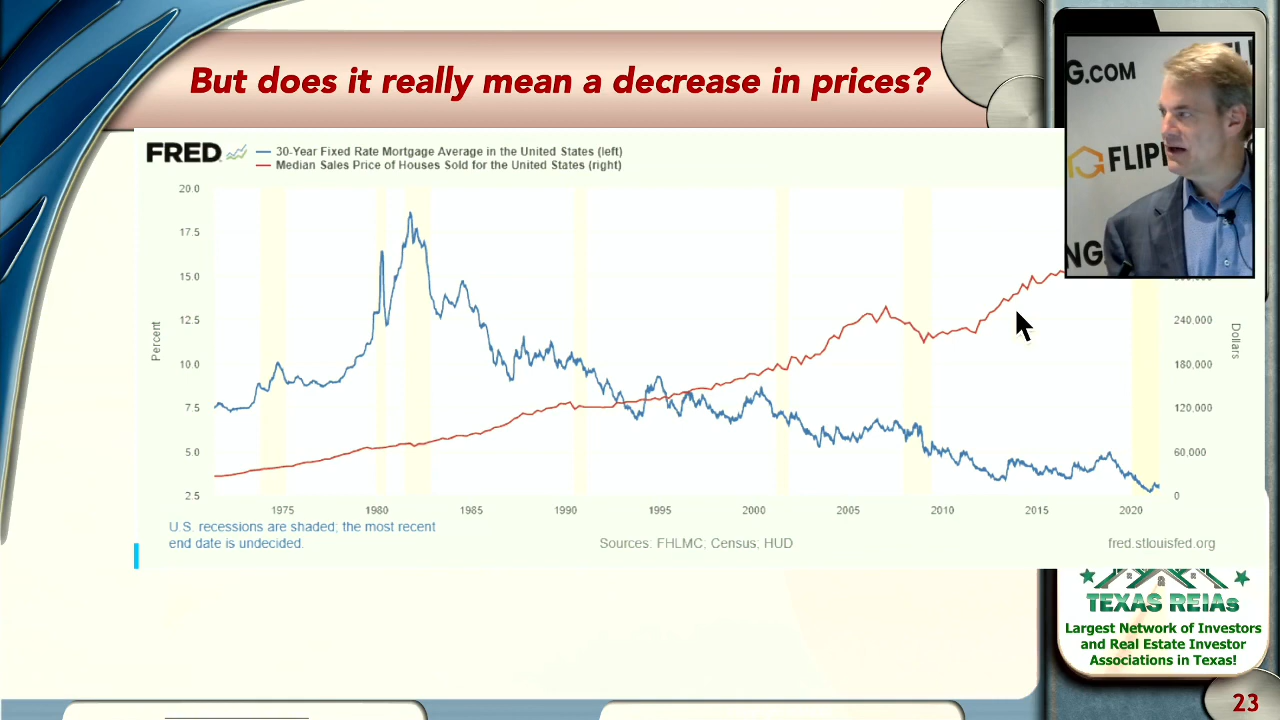 But does it really mean a decrease in prices?
G.COM
FLIP
NG.
FRED
30-Year Fixed Rate Mortgage Average in the United States (left)
Median Sales Price of Houses Sold for the United States (right)
20.0
17.5
15.0
12.5
10.0
7.5
5.0
2.5
Percent
240,000
180,000
120,000
60,000
0
Dollars
1975 1980 1985 1990 1995 2000 2005 2010 2015 2020
U.S. recessions are shaded; the most recent
end date is undecided.
Sources: FHLMC; Census; HUD
fred.stlouisfed.org
TEXAS REIAs
Largest Network of Investors
and Real Estate Investor
Associations in Texas!
23